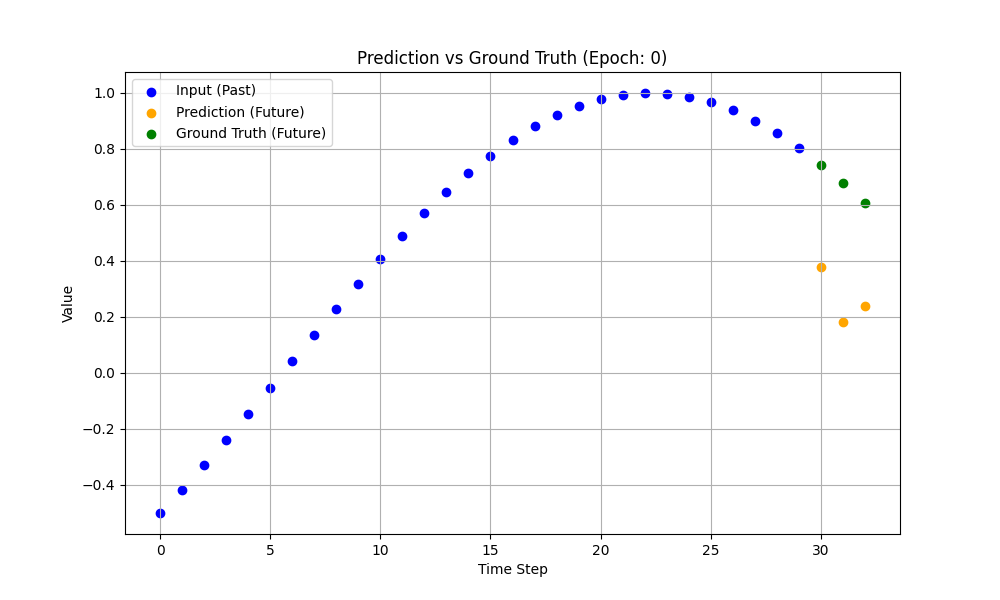 Prediction vs Ground Truth (Epoch: 0)
Input (Past)
Prediction (Future)
Ground Truth (Future)
Value
1.0
0.8
0.6
0.4
0.2
0.0
−0.2
−0.4
0 5 10 15 20 25 30
Time Step